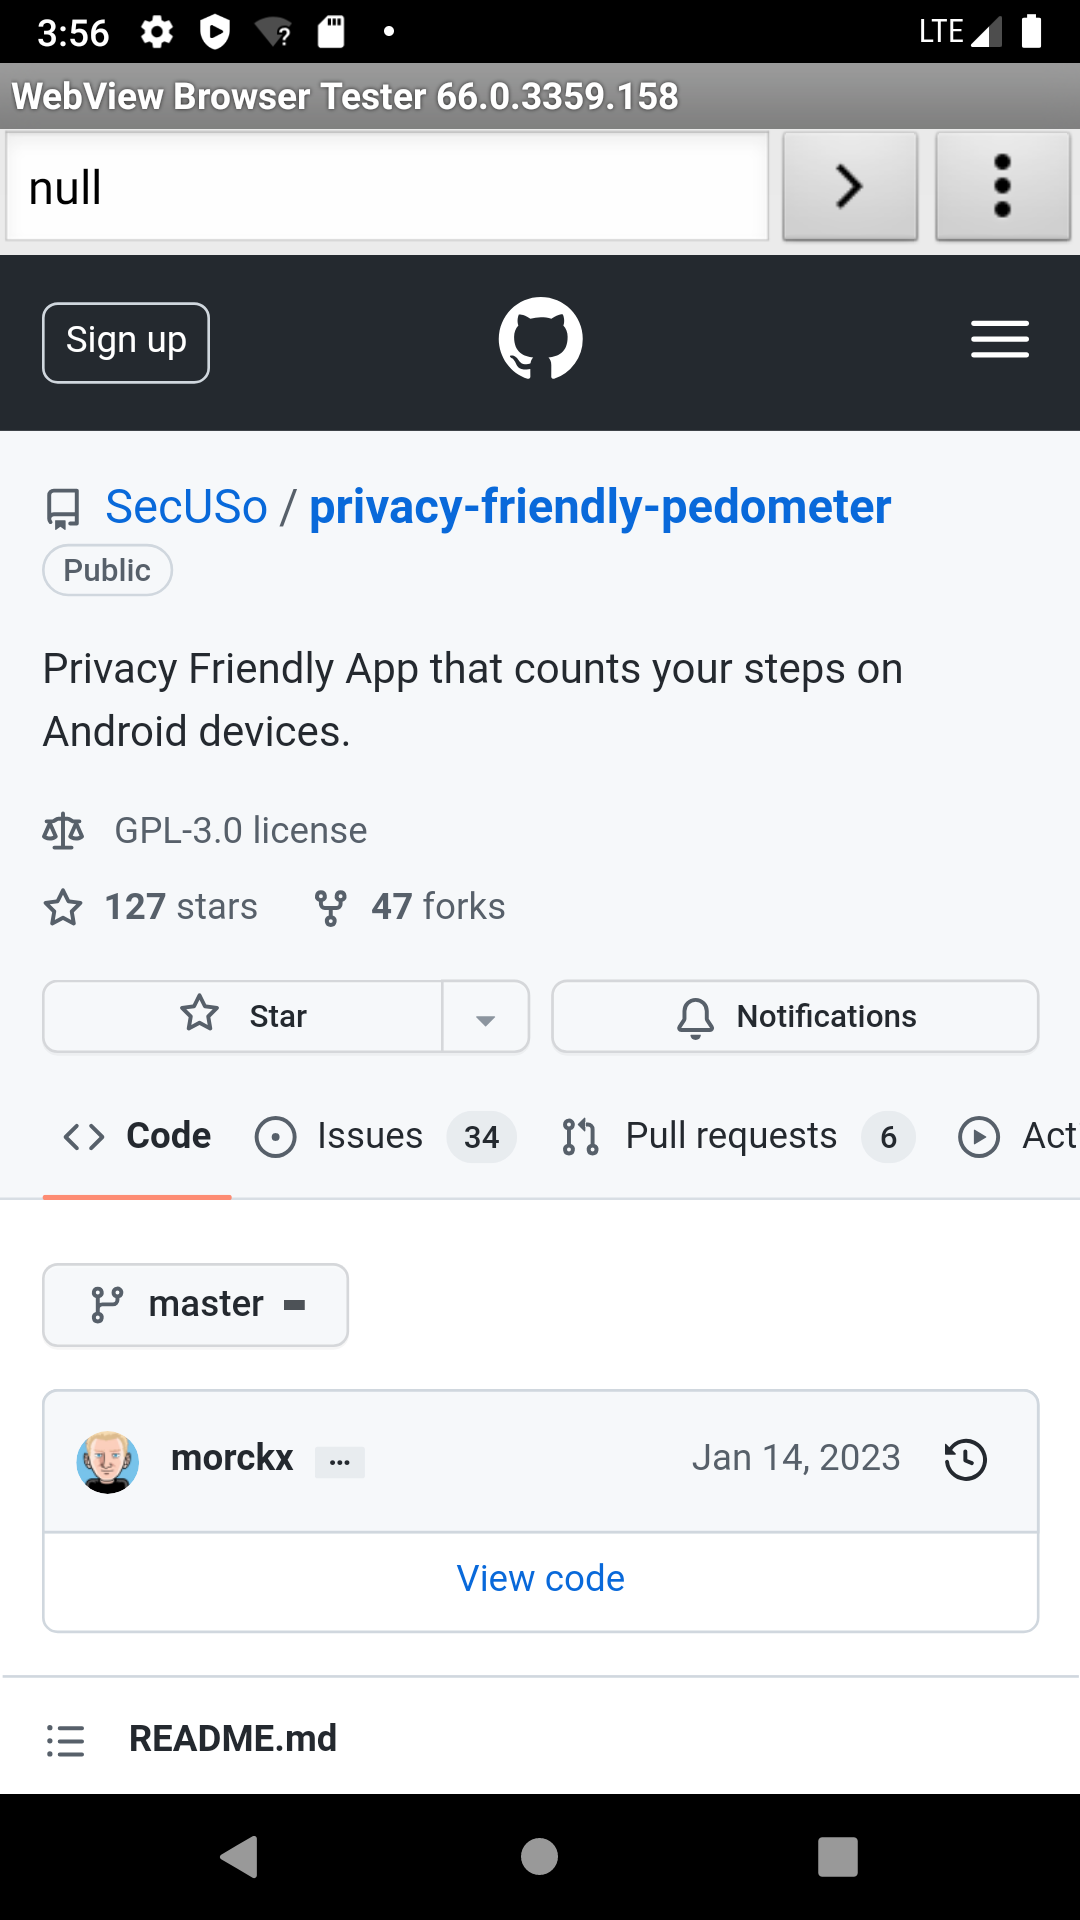 3:56
LTE
WebView Browser Tester 66.0.3359.158
null
Sign up
SecUSo / privacy-friendly-pedometer
Public
Privacy Friendly App that counts your steps on
Android devices.
GPL-3.0 license
127 stars 47 forks
Star Notifications
Code Issues 34 Pull requests 6 Act
master
morckx ... Jan 14, 2023
View code
README.md